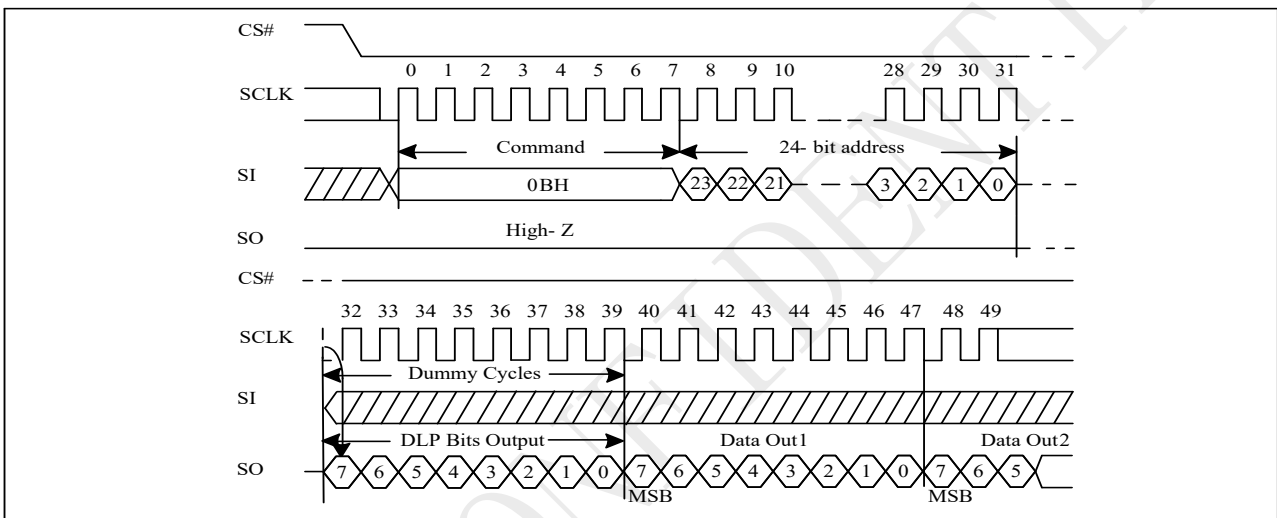 CS#
0 1 2 3 4 5 6 7 8 9 10 28 29 30 31
SCLK
Command 24- bit address
SI
0BH 23 22 21 3 2 1 0
High- Z
SO
CS#
32 33 34 35 36 37 38 39 40 41 42 43 44 45 46 47 48 49
SCLK
Dummy Cycles
SI
DLP Bits Output Data Out1 Data Out2
SO 7 6 5 4 3 2 1 0 7 6 5 4 3 2 1 0 7 6 5
MSB MSB